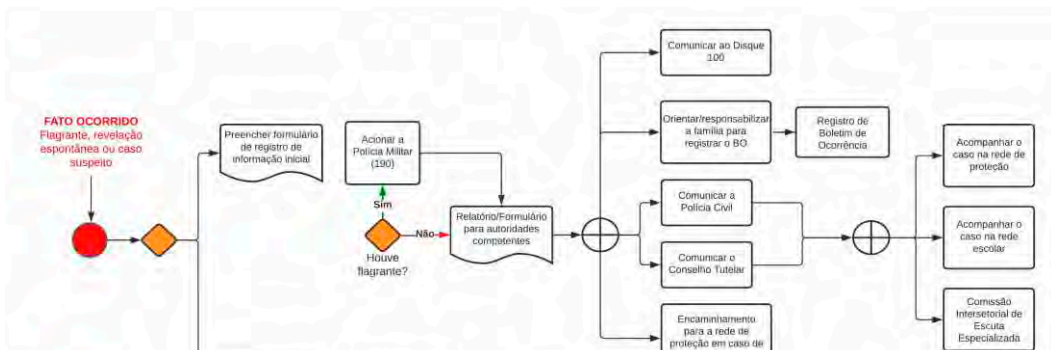 FATO OCORRIDO
Flagrante, revelação
espontânea ou caso
suspeito
Preencher formulário
de registro de
informação inicial
Acionar a
Polícia Militar
(190)
Sim
Não
Houve
flagrante?
Relatório/Formulário
para autoridades
competentes
Comunicar ao Disque
100
Orientar/responsabilizar
a família para
registrar o BO
Registro de
Boletim de
Ocorrência
Comunicar a
Polícia Civil
Comunicar o
Conselho Tutelar
Encaminhamento
para a rede de
proteção em caso de
Acompanhar o
caso na rede de
proteção
Acompanhar o
caso na rede
escolar
Comissão
Intersetorial de
Escuta
Especializada